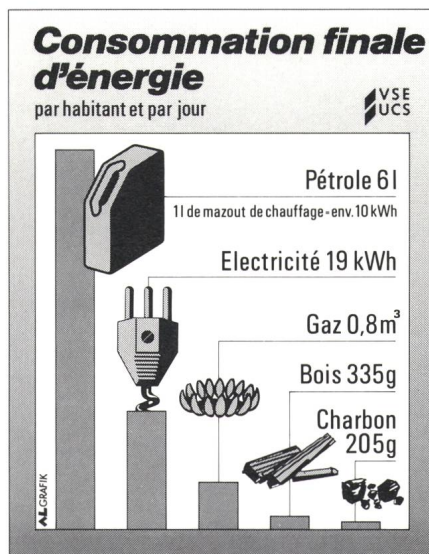 Consommation finale
d'énergie
par habitant et par jour
VSE
UCS
Pétrole 6l
1l de mazout de chauffage - env. 10 kWh
Electricité 19 kWh
Gaz 0,8m³
Bois 335g
Charbon
205g
AL GRAFIK